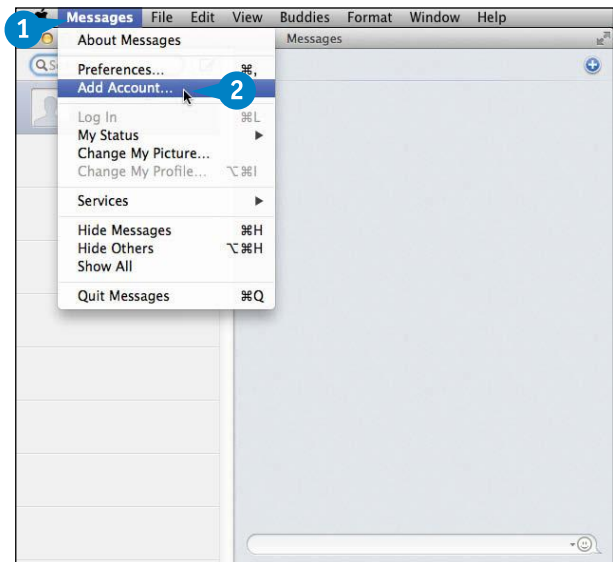 Messages File Edit View Buddies Format Window Help
1
Messages
About Messages
Preferences... ⌘,
Add Account...
2
Log In ⌘L
My Status ▶
Change My Picture...
Change My Profile... ⌥⌘I
Services ▶
Hide Messages ⌘H
Hide Others ⌥⌘H
Show All
Quit Messages ⌘Q